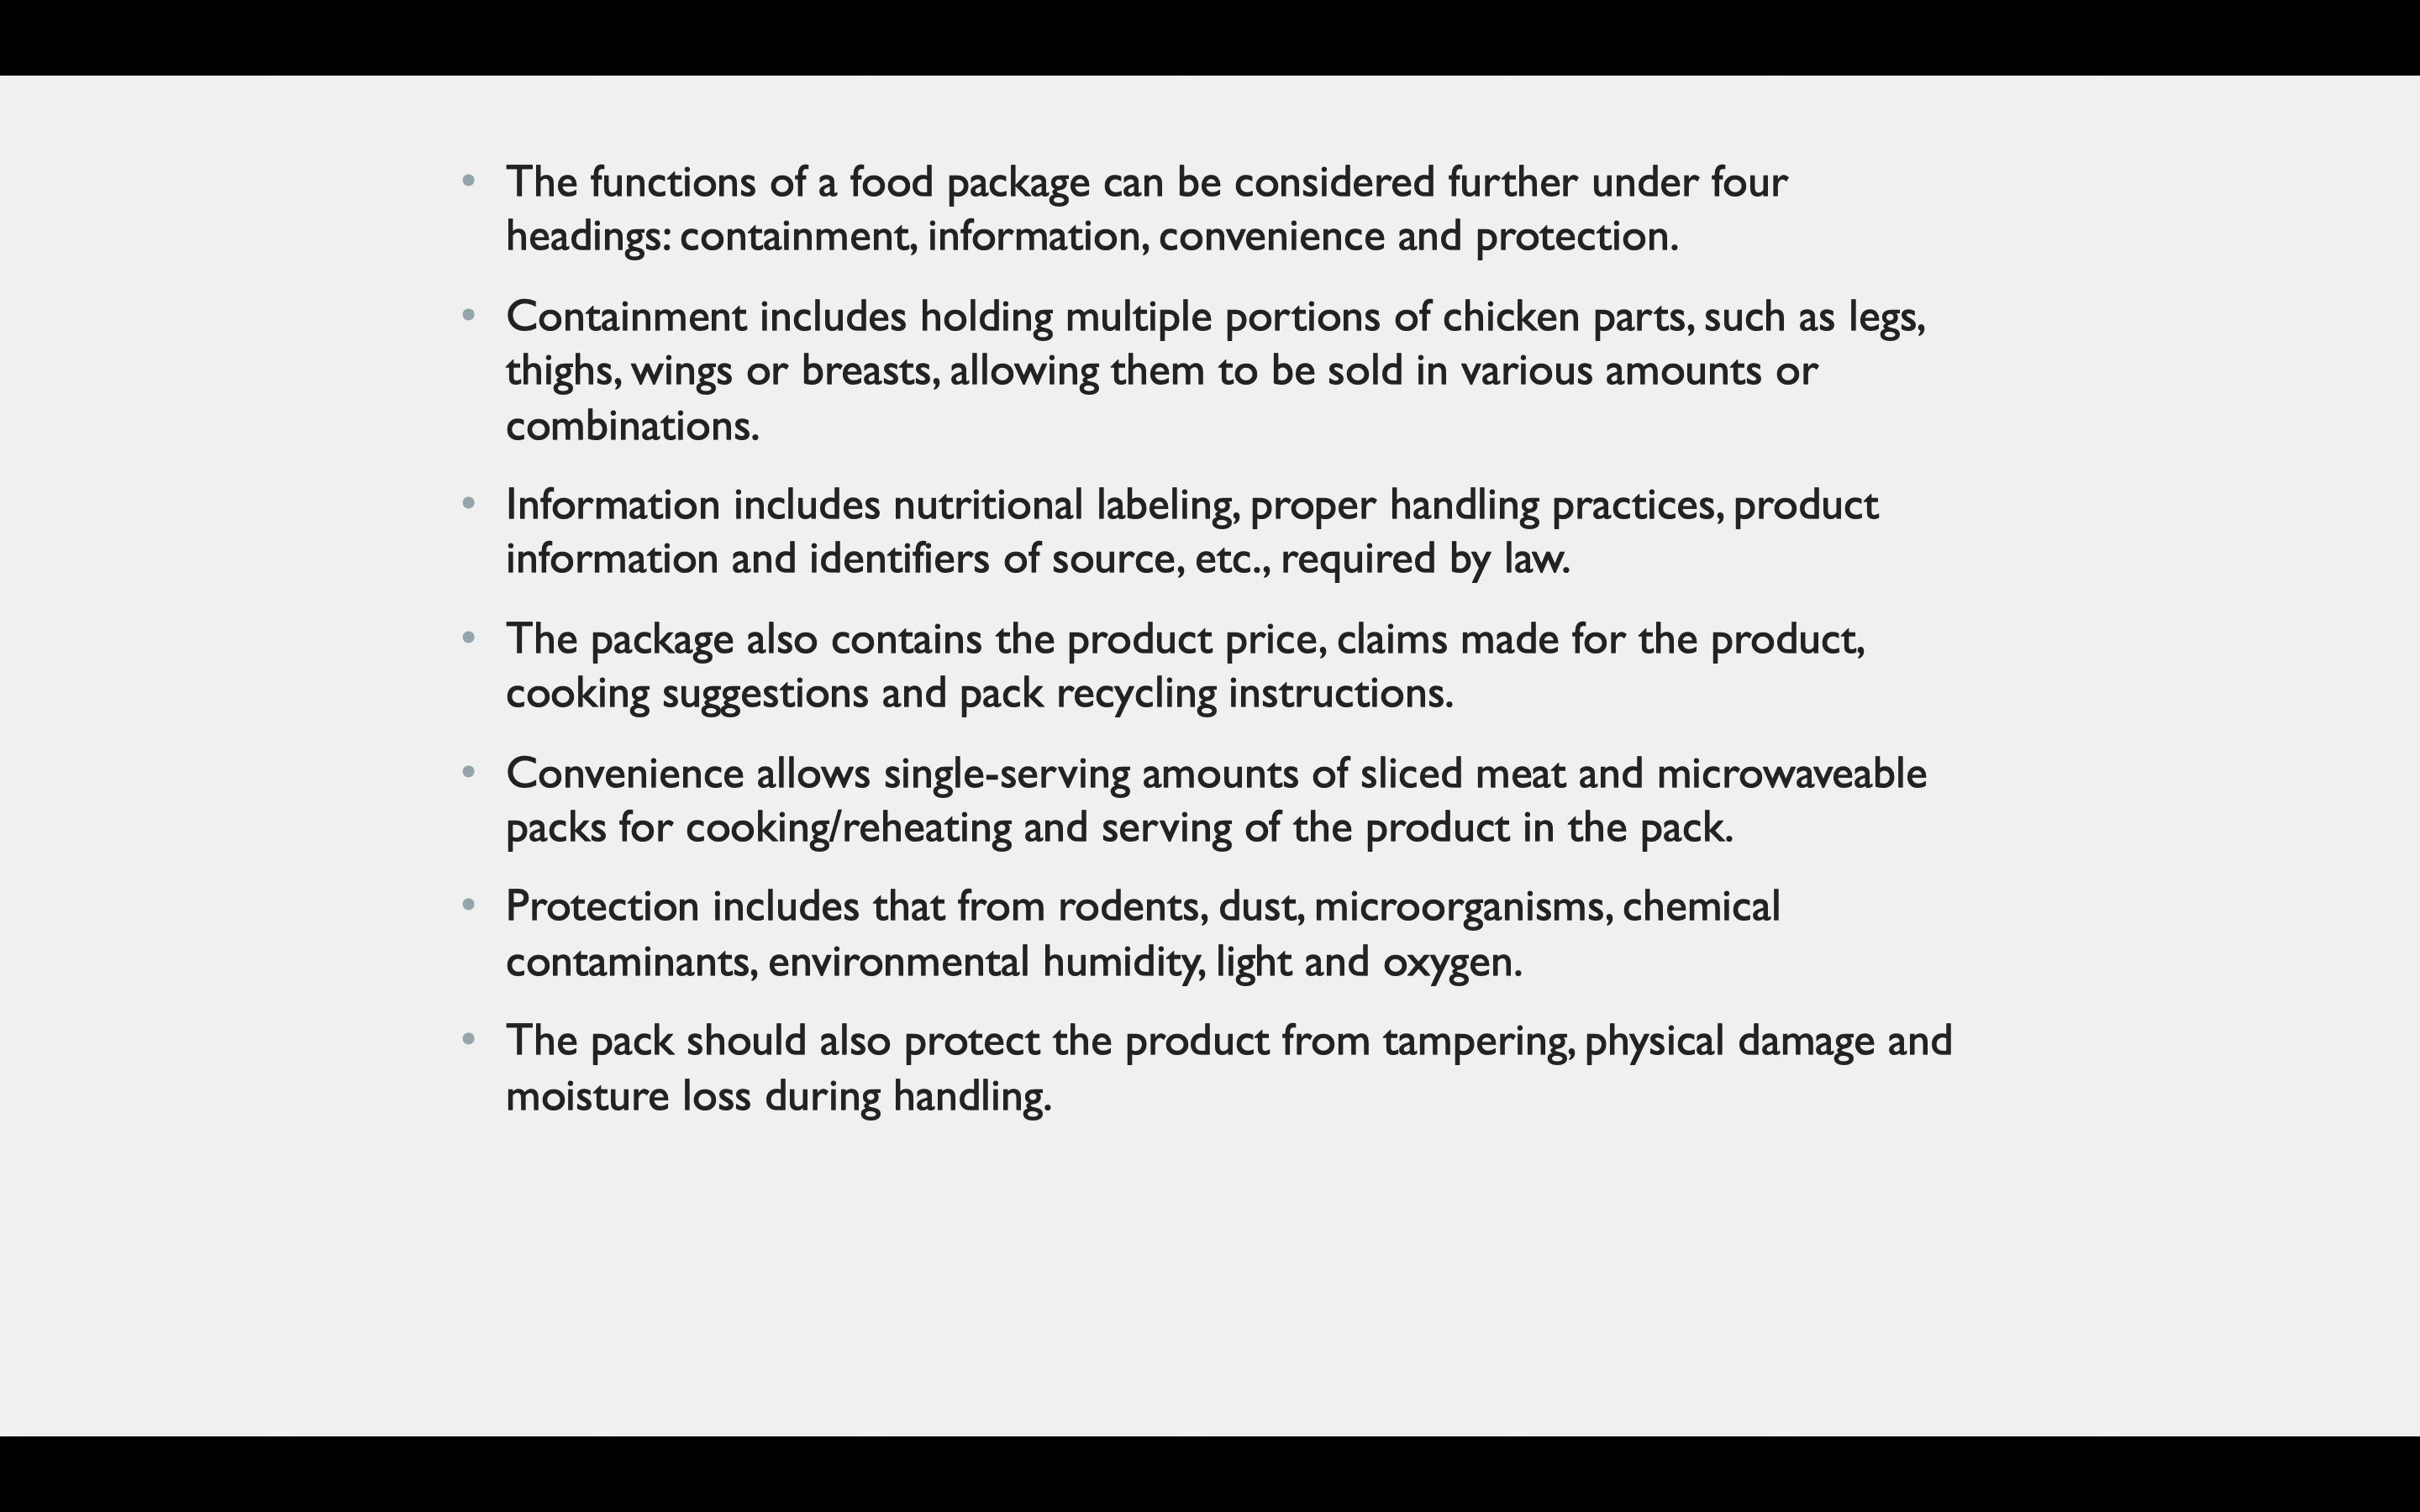 • The functions of a food package can be considered further under four
headings: containment, information, convenience and protection.
• Containment includes holding multiple portions of chicken parts, such as legs,
thighs, wings or breasts, allowing them to be sold in various amounts or
combinations.
• Information includes nutritional labeling, proper handling practices, product
information and identifiers of source, etc., required by law.
• The package also contains the product price, claims made for the product,
cooking suggestions and pack recycling instructions.
• Convenience allows single-serving amounts of sliced meat and microwaveable
packs for cooking/reheating and serving of the product in the pack.
• Protection includes that from rodents, dust, microorganisms, chemical
contaminants, environmental humidity, light and oxygen.
• The pack should also protect the product from tampering, physical damage and
moisture loss during handling.